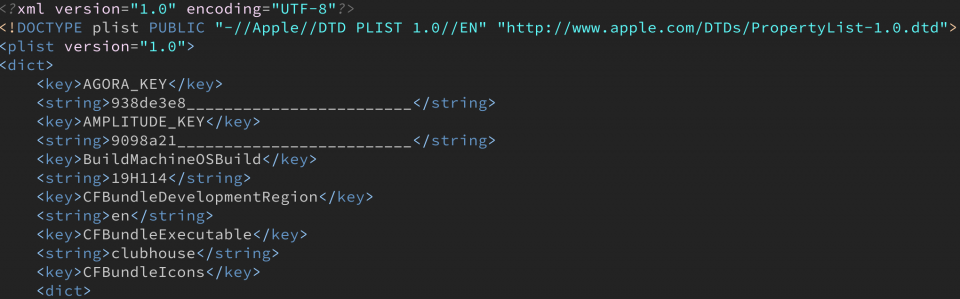 <?xml version="1.0" encoding="UTF-8"?>
<!DOCTYPE plist PUBLIC "-//Apple//DTD PLIST 1.0//EN" "http://www.apple.com/DTDs/PropertyList-1.0.dtd">
<plist version="1.0">
<dict>
    <key>AGORA_KEY</key>
    <string>938de3e8________________________</string>
    <key>AMPLITUDE_KEY</key>
    <string>9098a21_________________________</string>
    <key>BuildMachineOSBuild</key>
    <string>19H114</string>
    <key>CFBundleDevelopmentRegion</key>
    <string>en</string>
    <key>CFBundleExecutable</key>
    <string>clubhouse</string>
    <key>CFBundleIcons</key>
    <dict>